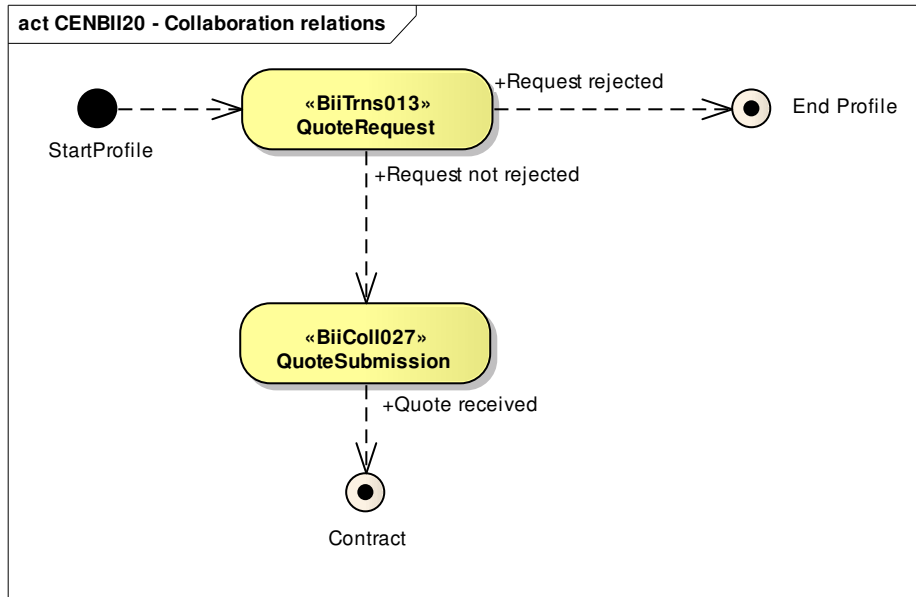 act CENBII20 - Collaboration relations
+Request rejected
«BiiTrns013»
QuoteRequest
End Profile
StartProfile
+Request not rejected
«BiiColl027»
QuoteSubmission
+Quote received
Contract